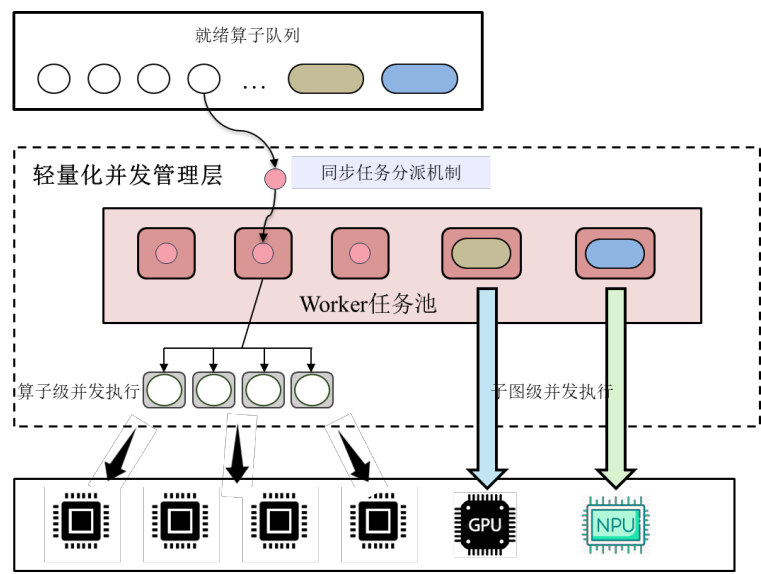 就绪算子队列
...
轻量化并发管理层
同步任务分派机制
Worker任务池
算子级并发执行
子图级并发执行
GPU
NPU